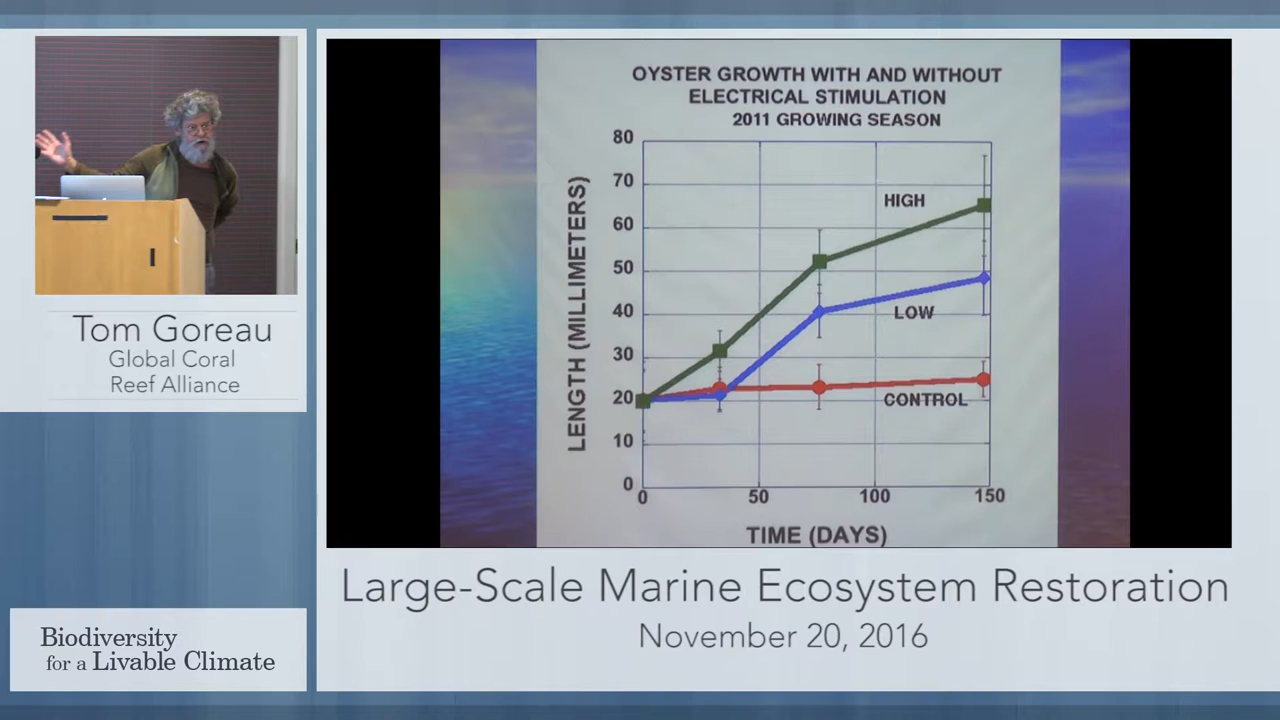 OYSTER GROWTH WITH AND WITHOUT
ELECTRICAL STIMULATION
2011 GROWING SEASON
80
70
60
50
40
30
20
10
0
LENGTH (MILLIMETERS)
HIGH
LOW
CONTROL
0 50 100 150
TIME (DAYS)
Tom Goreau
Global Coral
Reef Alliance
Large-Scale Marine Ecosystem Restoration
November 20, 2016
Biodiversity
for a Livable Climate